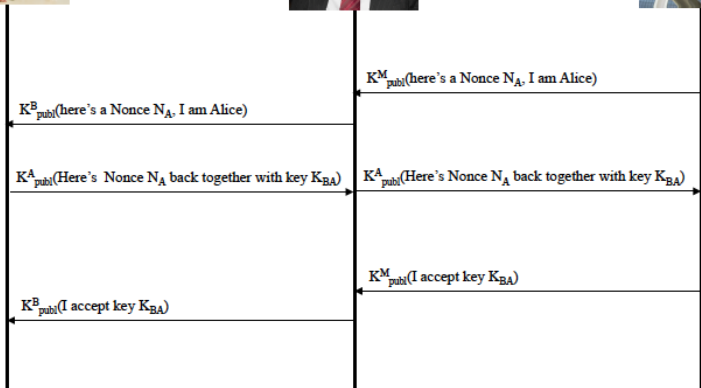 K^M_publ(here's a Nonce N_A, I am Alice)
K^B_publ(here's a Nonce N_A, I am Alice)
K^A_publ(Here's Nonce N_A back together with key K_BA)
K^A_publ(Here's Nonce N_A back together with key K_BA)
K^M_publ(I accept key K_BA)
K^B_publ(I accept key K_BA)